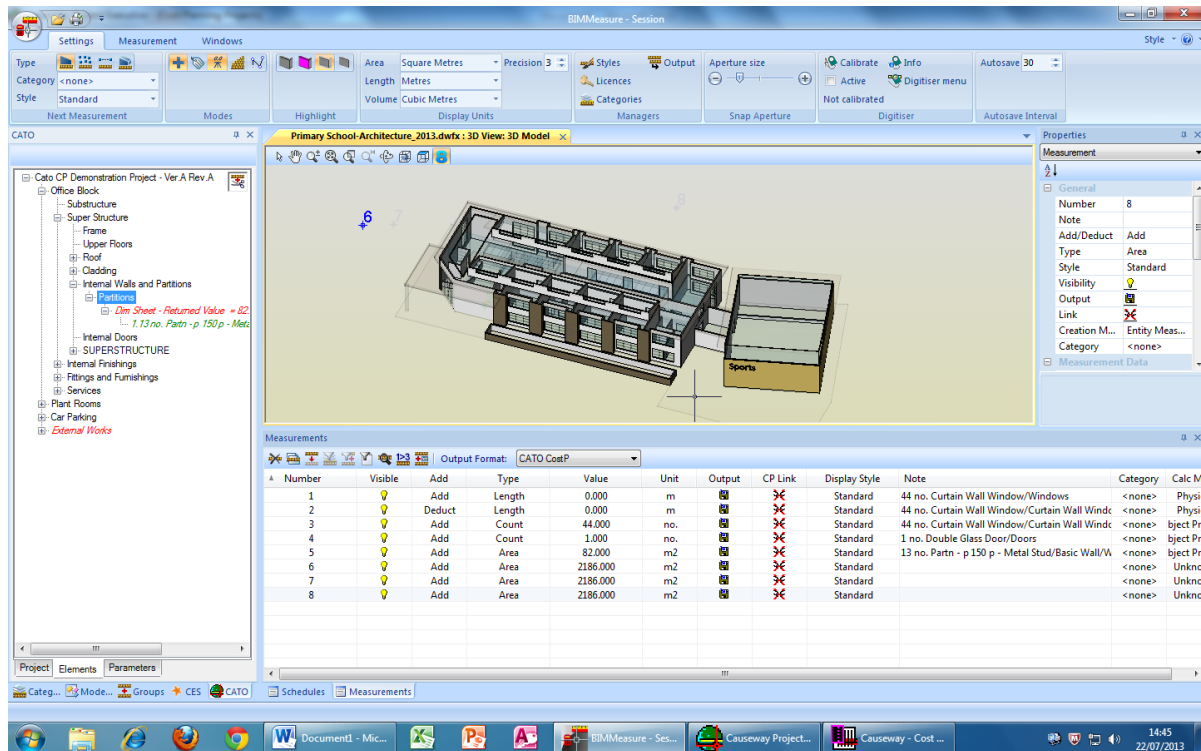 BIMMeasure - Session
Settings Measurement Windows Style
Type Area Square Metres Precision 3 Styles Output Aperture size Calibrate Info Autosave 30
Category <none> Length Metres Licences Active Digitiser menu
Style Standard Volume Cubic Metres Categories Not calibrated
Next Measurement Modes Highlight Display Units Managers Snap Aperture Digitiser Autosave Interval
CATO
Cato CP Demonstration Project - Ver.A Rev.A
Office Block
Substructure
Super Structure
Frame
Upper Floors
Roof
Cladding
Internal Walls and Partitions
Partitions
Dim Sheet - Returned Value = 82.
1.13 no. Partn - p 150 p - Meta
Internal Doors
SUPERSTRUCTURE
Internal Finishings
Fittings and Furnishings
Services
Plant Rooms
Car Parking
External Works
Project Elements Parameters
Categ... Mode... Groups CES CATO
Primary School-Architecture_2013.dwfx : 3D View: 3D Model
6
7
8
Sports
Properties
Measurement
General
Number 8
Note
Add/Deduct Add
Type Area
Style Standard
Visibility
Output
Link
Creation M... Entity Meas...
Category <none>
Measurement Data
Measurements
1>3 Output Format: CATO CostP
Number Visible Add Type Value Unit Output CP Link Display Style Note Category Calc M
1 Add Length 0.000 m Standard 44 no. Curtain Wall Window/Windows <none> Physi
2 Deduct Length 0.000 m Standard 44 no. Curtain Wall Window/Curtain Wall Windo <none> Physi
3 Add Count 44.000 no. Standard 44 no. Curtain Wall Window/Curtain Wall Windo <none> bject Pr
4 Add Count 1.000 no. Standard 1 no. Double Glass Door/Doors <none> bject Pr
5 Add Area 82.000 m2 Standard 13 no. Partn - p 150 p - Metal Stud/Basic Wall/W <none> bject Pr
6 Add Area 2186.000 m2 Standard <none> Unkno
7 Add Area 2186.000 m2 Standard <none> Unkno
8 Add Area 2186.000 m2 Standard <none> Unkno
Schedules Measurements
Document1 - Mic... BIMMeasure - Ses... Causeway Project... Causeway - Cost ... 14:45
22/07/2013